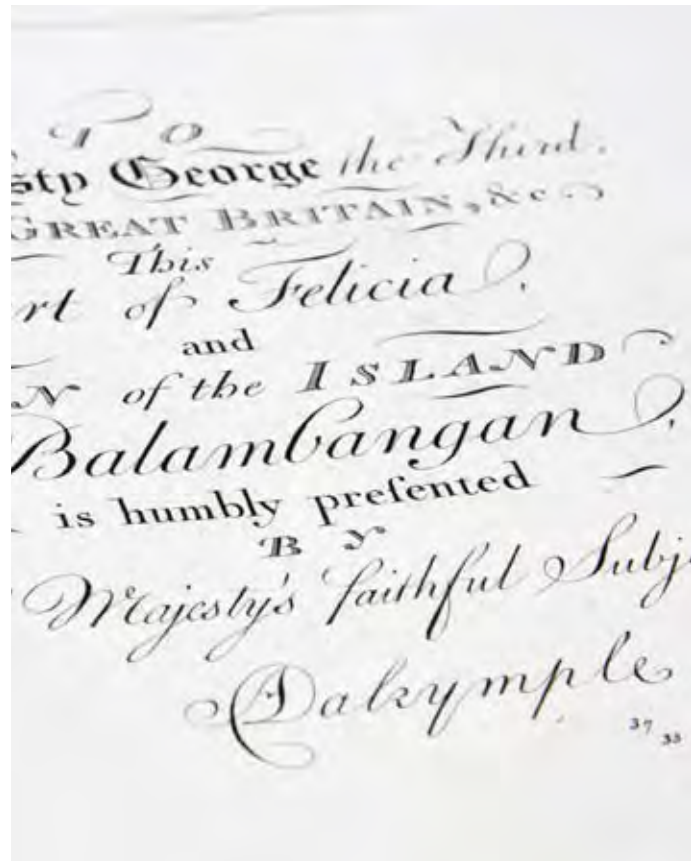 TO
sty George the Third.
GREAT BRITAIN, &c.
This
rt of Felicia,
and
N of the ISLAND
Balambangan,
is humbly preſented
BY
Majesty's faithful Subj
Dalrymple
37
38